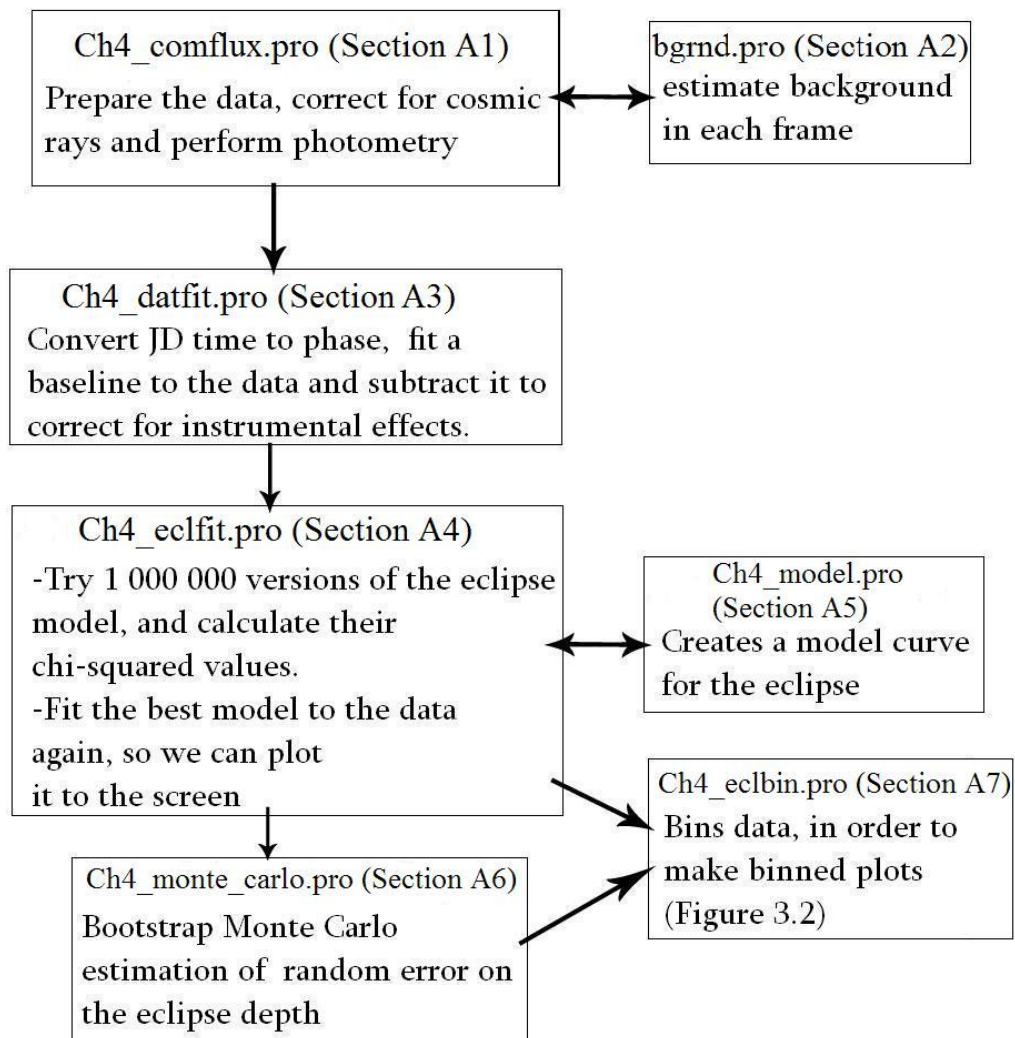 Ch4_comflux.pro (Section A1)
Prepare the data, correct for cosmic
rays and perform photometry
bgrnd.pro (Section A2)
estimate background
in each frame
Ch4_datfit.pro (Section A3)
Convert JD time to phase, fit a
baseline to the data and subtract it to
correct for instrumental effects.
Ch4_eclfit.pro (Section A4)
-Try 1 000 000 versions of the eclipse
model, and calculate their
chi-squared values.
-Fit the best model to the data
again, so we can plot
it to the screen
Ch4_model.pro
(Section A5)
Creates a model curve
for the eclipse
Ch4_eclbin.pro (Section A7)
Bins data, in order to
make binned plots
(Figure 3.2)
Ch4_monte_carlo.pro (Section A6)
Bootstrap Monte Carlo
estimation of random error on
the eclipse depth